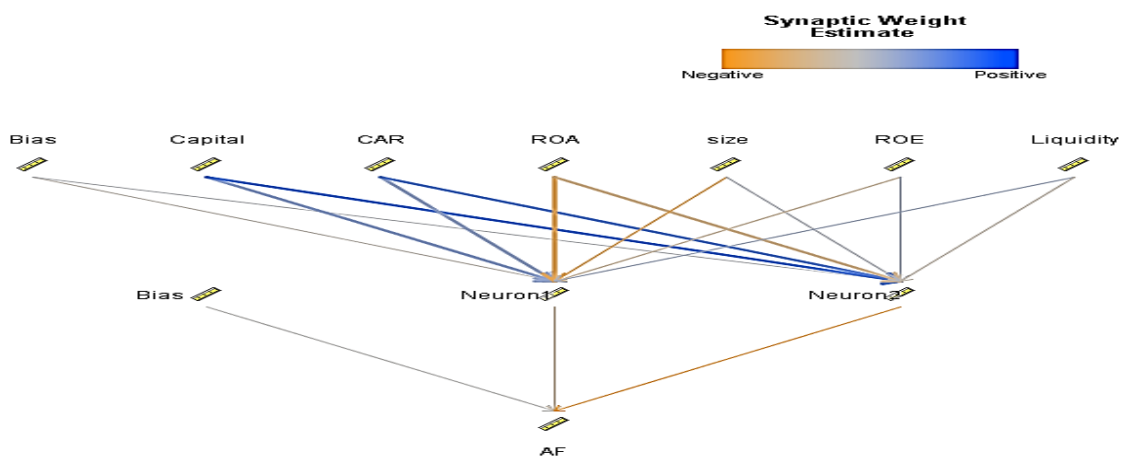 Synaptic Weight
Estimate
Negative Positive
Bias Capital CAR ROA size ROE Liquidity
Bias Neuron1 Neuron2
AF